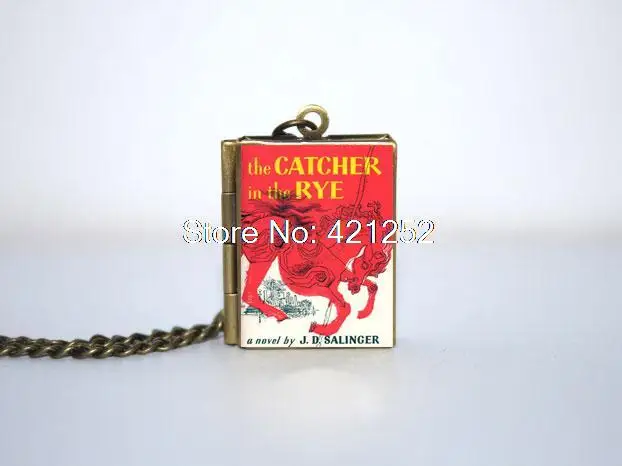 the CATCHER
in the RYE
Store No: 421252
a novel by J. D. SALINGER